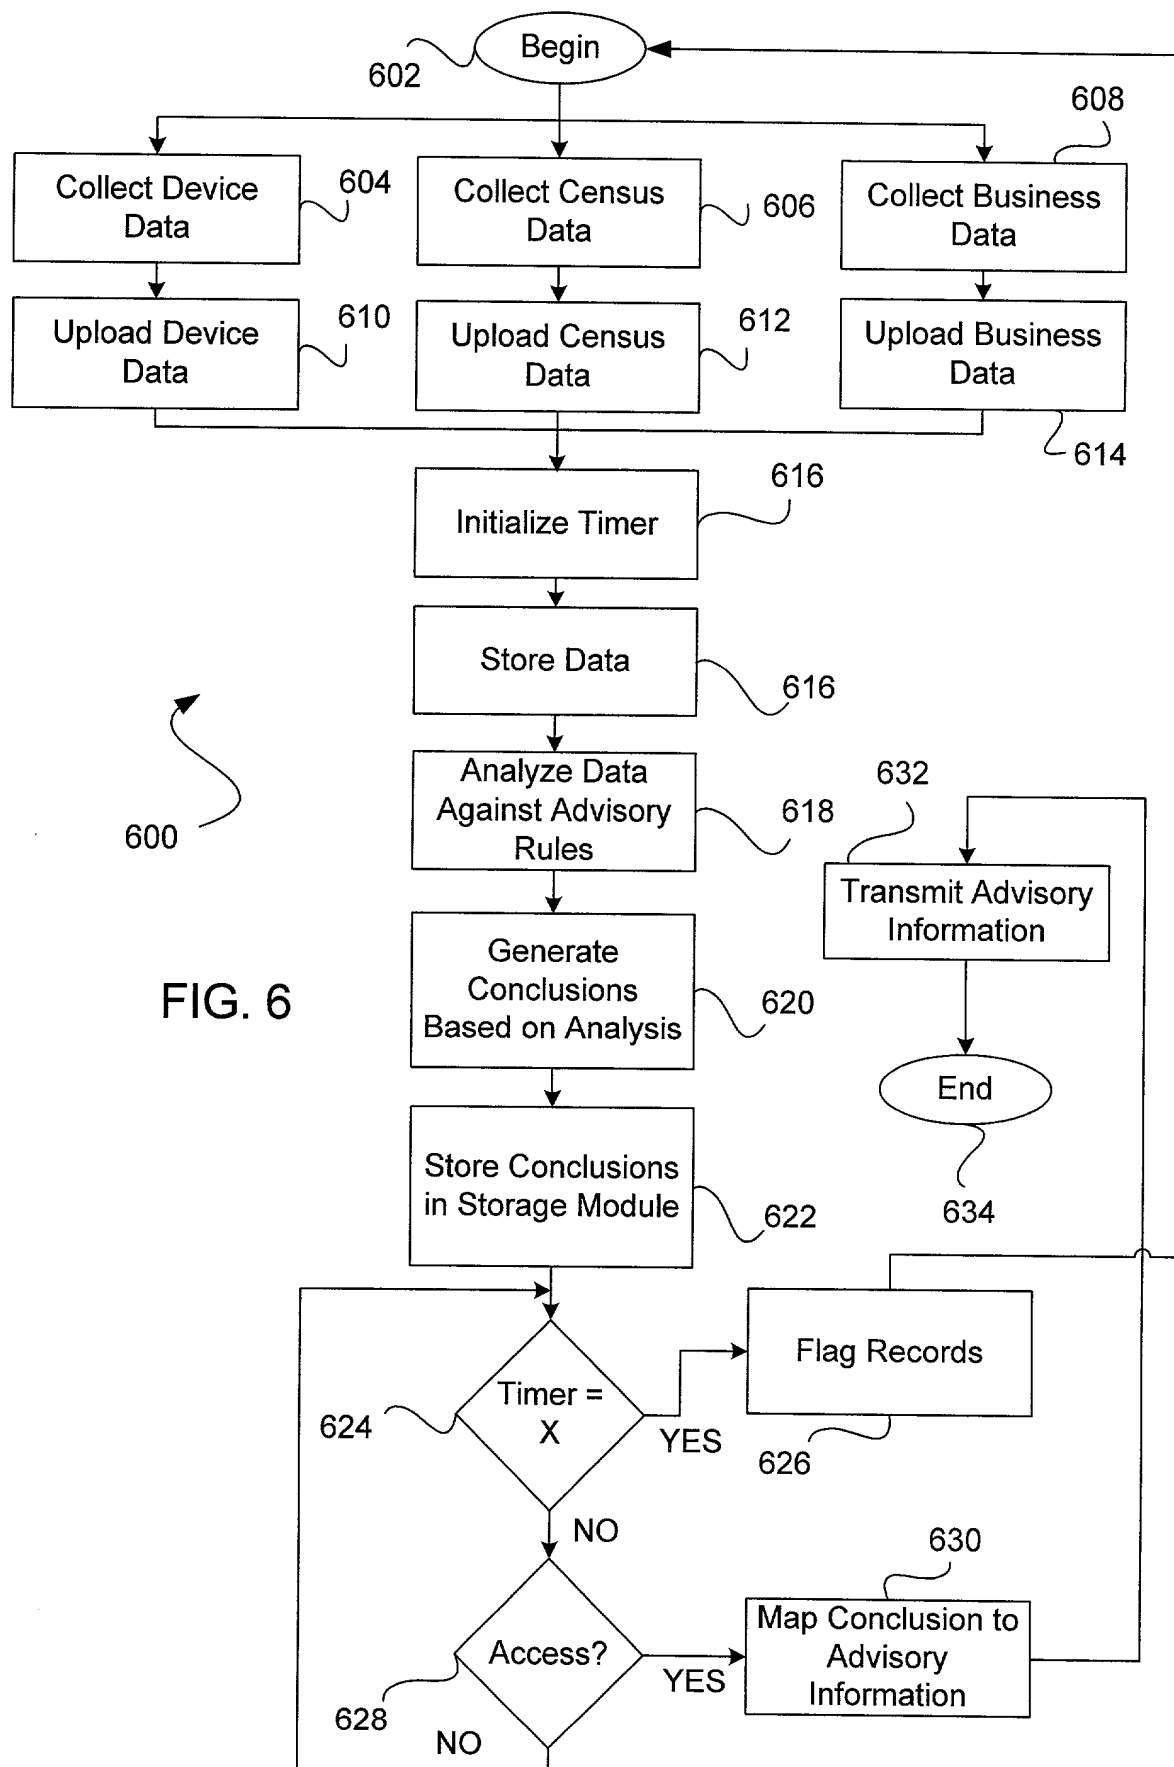 Begin
602
608
Collect Device
Data
604
Collect Census
Data
606
Collect Business
Data
Upload Device
Data
610
Upload Census
Data
612
Upload Business
Data
614
616
Initialize Timer
Store Data
616
600
Analyze Data
Against Advisory
Rules
618
632
Transmit Advisory
Information
FIG. 6
Generate
Conclusions
Based on Analysis
620
End
634
Store Conclusions
in Storage Module
622
Timer =
X
624
YES
Flag Records
626
NO
630
Access?
628
YES
Map Conclusion to
Advisory
Information
NO